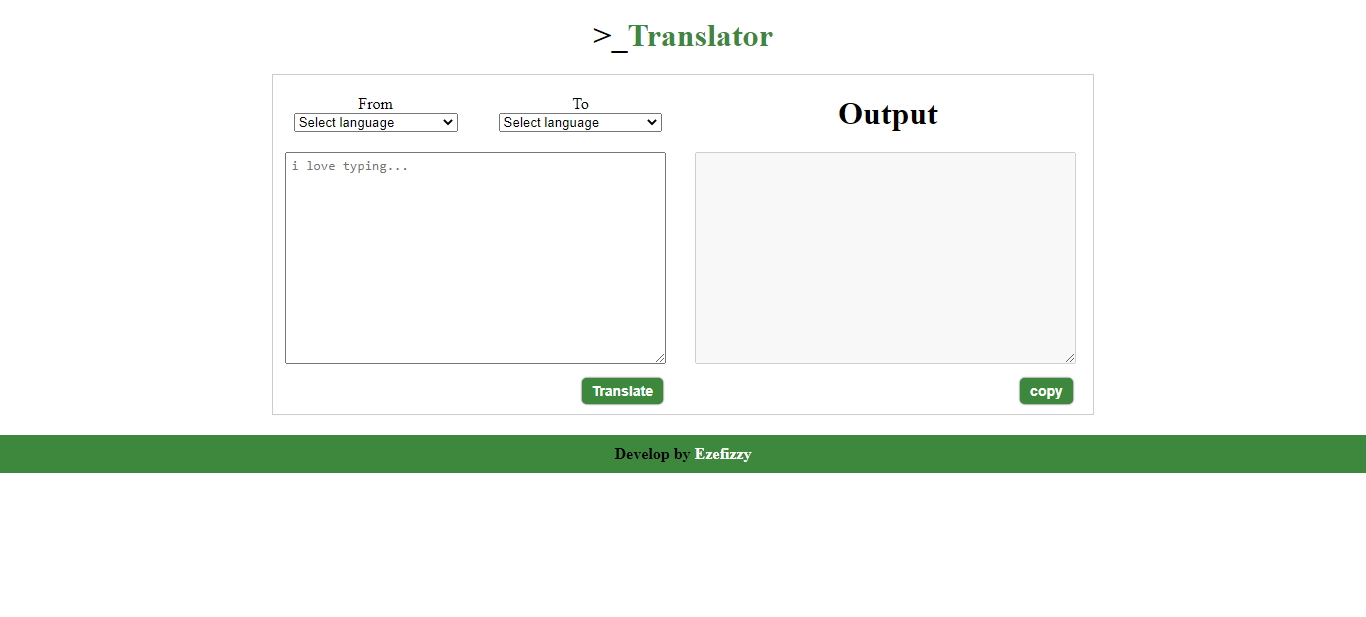 >_Translator
From
Select language
To
Select language
Output
i love typing...
Translate
copy
Develop by Ezefizzy